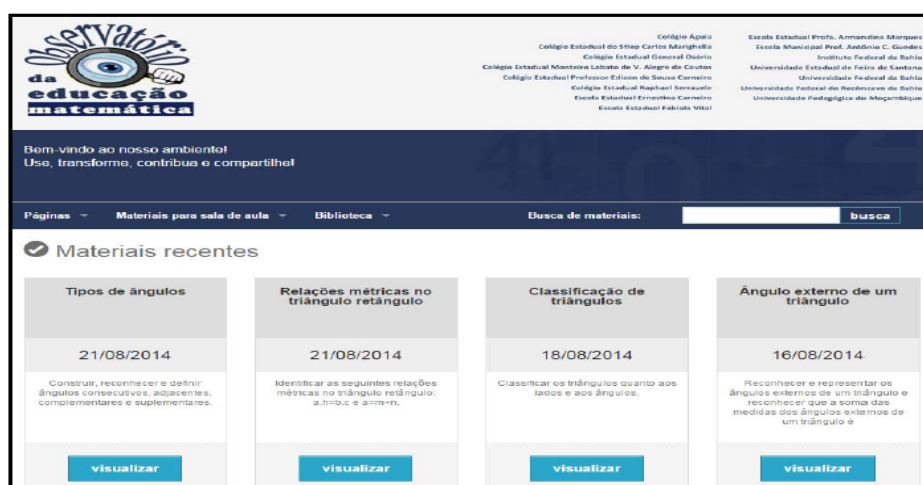 Observatório
da
educação
matemática
Colégio Águia
Colégio Estadual do Stiep Carlos Marighella
Colégio Estadual General Osório
Colégio Estadual Monteiro Lobato de V. Alegre de Coutos
Colégio Estadual Professor Edison de Sousa Carneiro
Colégio Estadual Raphael Serravale
Escola Estadual Ernestina Carneiro
Escola Estadual Fabíola Vital
Escola Estadual Profa. Armandina Marques
Escola Municipal Prof. Antônio C. Guedes
Instituto Federal da Bahia
Universidade Estadual de Feira de Santana
Universidade Federal da Bahia
Universidade Federal do Recôncavo da Bahia
Universidade Pedagógica de Moçambique
Bem-vindo ao nosso ambiente!
Use, transforme, contribua e compartilhe!
Páginas Materiais para sala de aula Biblioteca Busca de materiais: busca
Materiais recentes
Tipos de ângulos
21/08/2014
Construir, reconhecer e definir
ângulos consecutivos, adjacentes,
complementares e suplementares.
visualizar
Relações métricas no
triângulo retângulo
21/08/2014
Identificar as seguintes relações
métricas no triângulo retângulo:
a.h=b.c e a=m+n.
visualizar
Classificação de
triângulos
18/08/2014
Classificar os triângulos quanto aos
lados e aos ângulos.
visualizar
Ângulo externo de um
triângulo
16/08/2014
Reconhecer e representar os
ângulos externos de um triângulo e
reconhecer que a soma das
medidas dos ângulos externos de
um triângulo é
visualizar